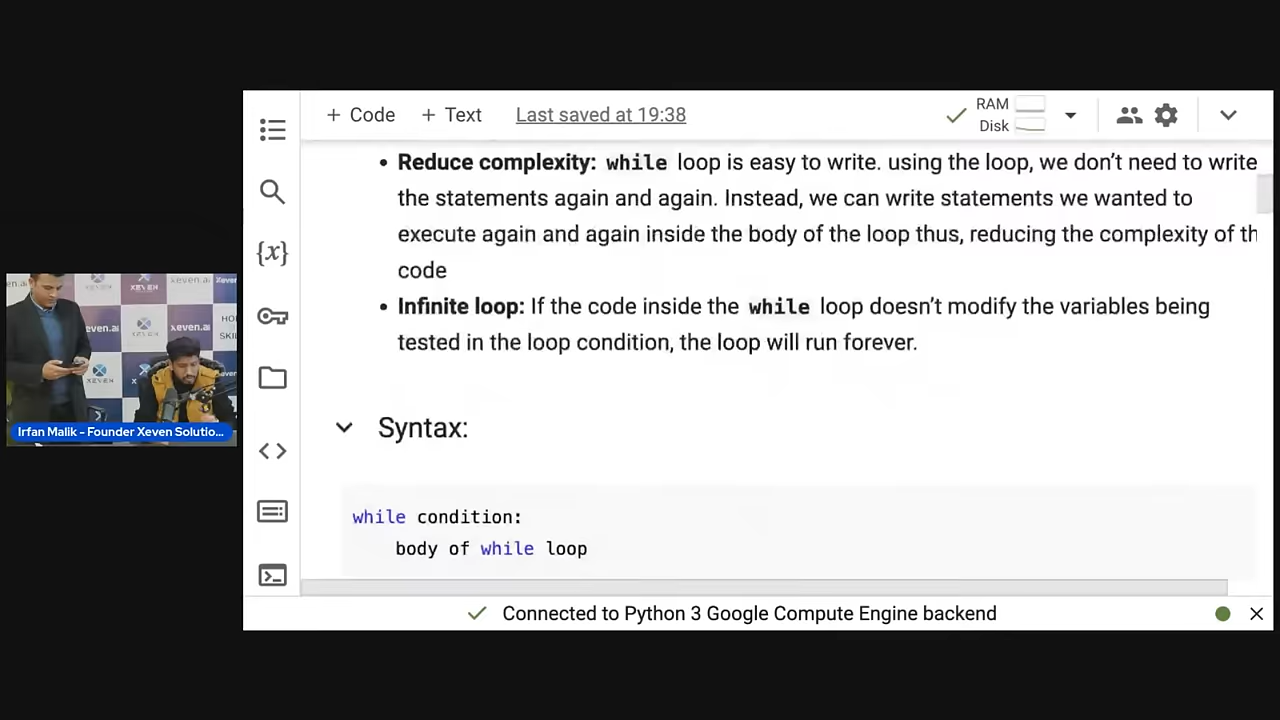 + Code + Text Last saved at 19:38
RAM
Disk
• Reduce complexity: while loop is easy to write. using the loop, we don’t need to write
the statements again and again. Instead, we can write statements we wanted to
execute again and again inside the body of the loop thus, reducing the complexity of th
code
• Infinite loop: If the code inside the while loop doesn’t modify the variables being
tested in the loop condition, the loop will run forever.
Syntax:
while condition:
body of while loop
Connected to Python 3 Google Compute Engine backend
{x}
xeven.ai
XEVEN
Irfan Malik - Founder Xeven Solutio...